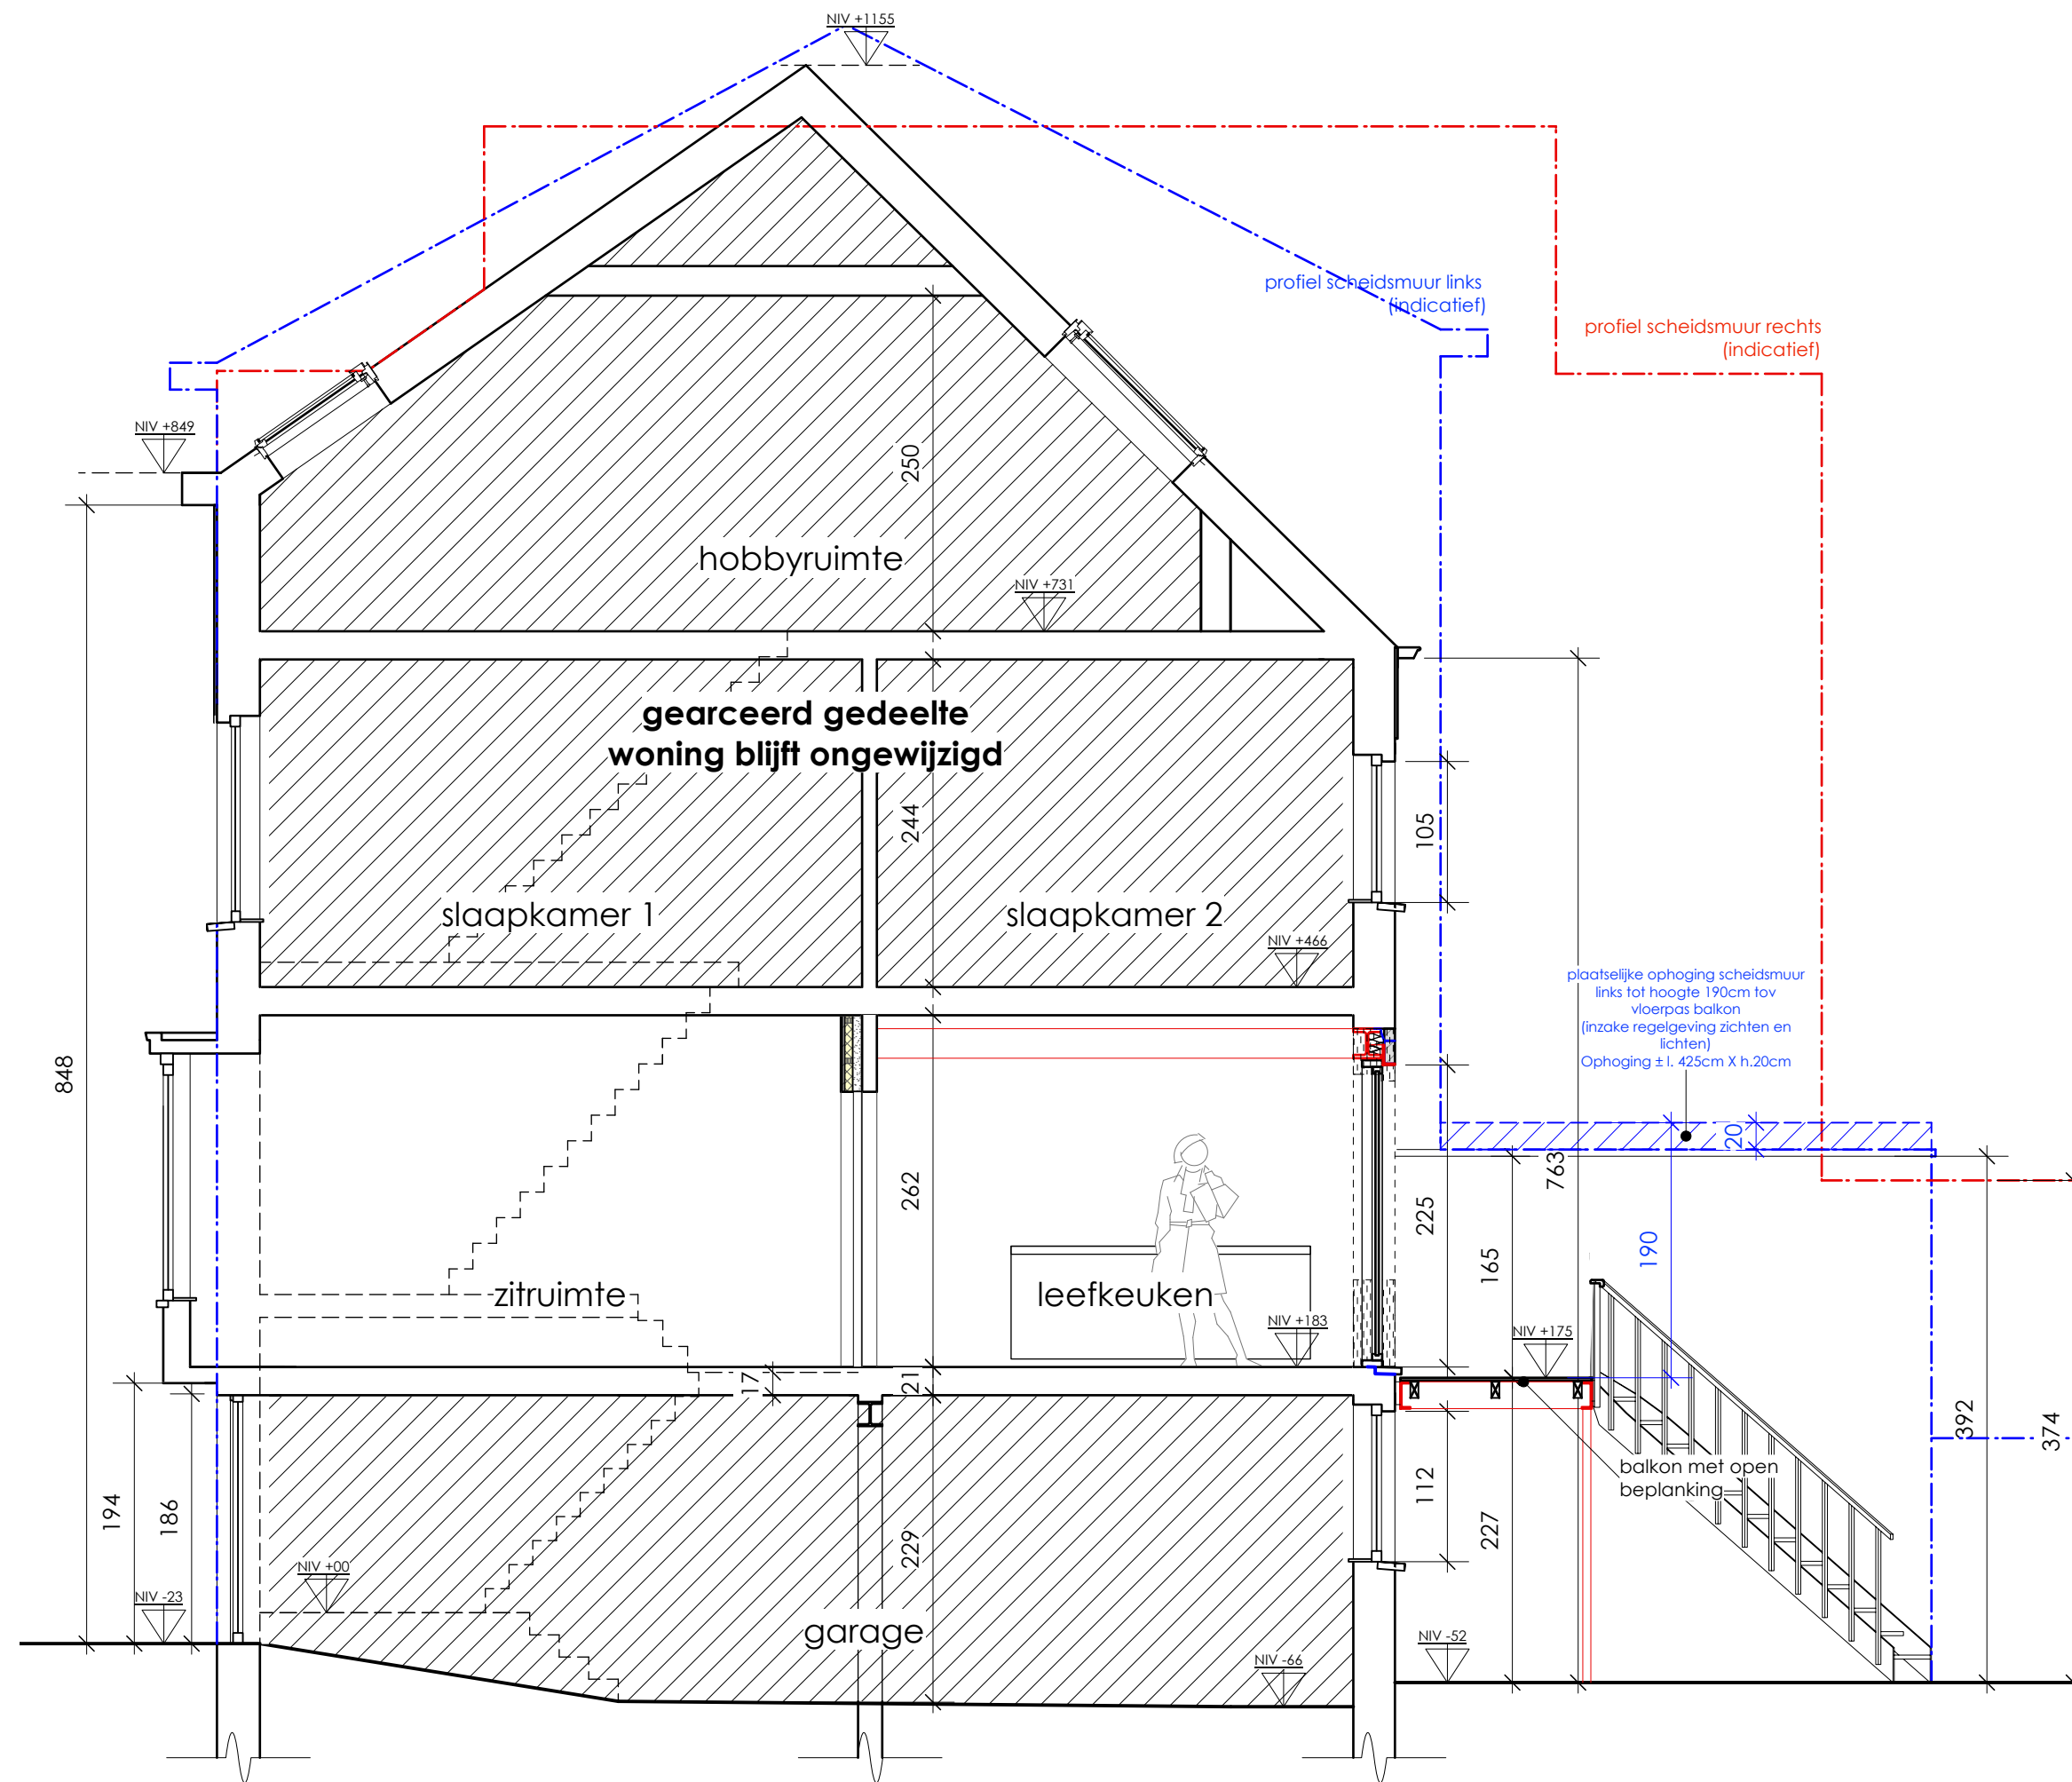 NIV +1155
profiel scheidsmuur links
(indicatief)
profiel scheidsmuur rechts
(indicatief)
NIV +849
250
hobbyruimte
NIV +731
gearceerd gedeelte
woning blijft ongewijzigd
244
105
slaapkamer 1
slaapkamer 2
NIV +466
plaatselijke ophoging scheidsmuur
links tot hoogte 190cm tov
vloerpas balkon
(inzake regelgeving zichten en
lichten)
Ophoging ± l. 425cm X h.20cm
848
20
763
262
225
190
165
zitruimte
leefkeuken
NIV +183
NIV +175
17
21
392
374
balkon met open
beplanking
194
186
112
227
229
NIV +00
NIV -23
garage
NIV -52
NIV -66